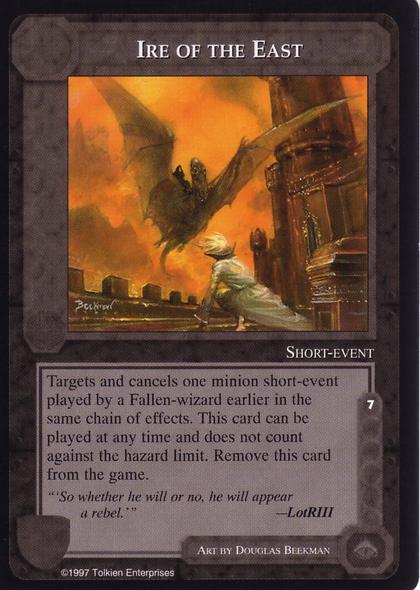 IRE OF THE EAST
BEEKMAN
SHORT-EVENT
Targets and cancels one minion short-event
played by a Fallen-wizard earlier in the
same chain of effects. This card can be
played at any time and does not count
against the hazard limit. Remove this card
from the game.
7
“‘So whether he will or no, he will appear
a rebel.’” —LotRIII
ART BY DOUGLAS BEEKMAN
©1997 Tolkien Enterprises